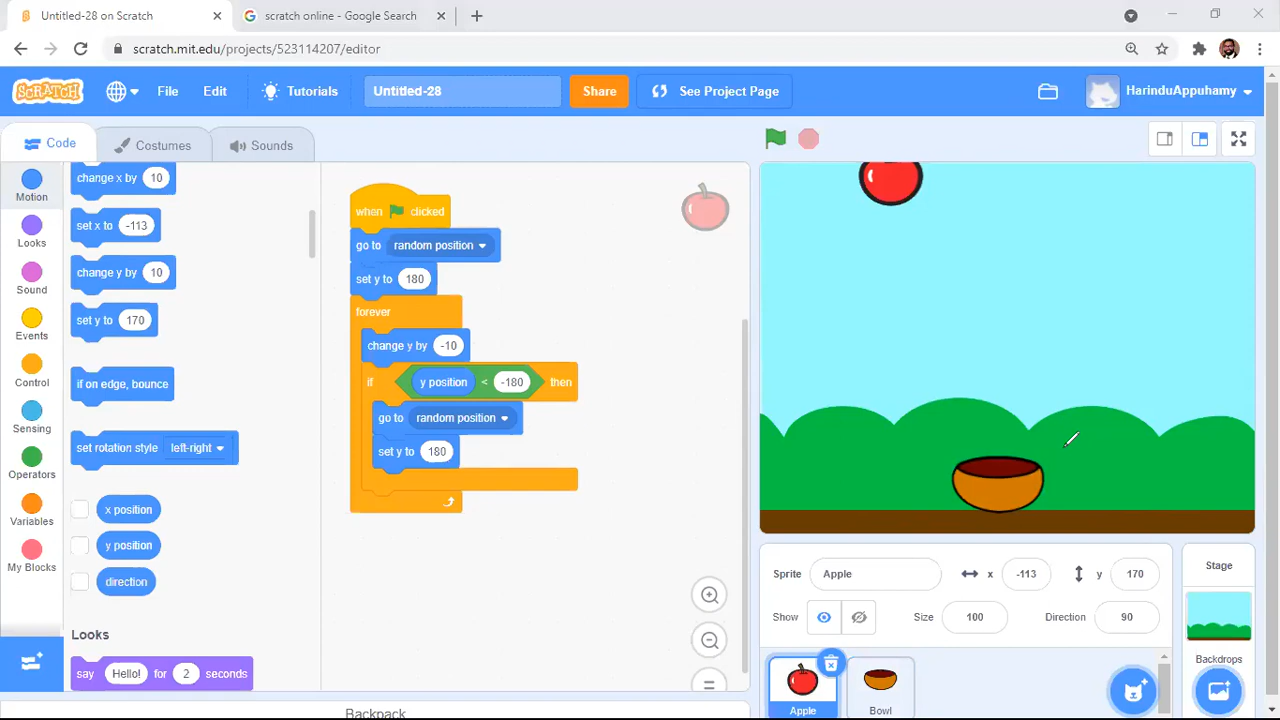 Untitled-28 on Scratch
scratch online - Google Search
scratch.mit.edu/projects/523114207/editor
SCRATCH
File
Edit
Tutorials
Untitled-28
Share
See Project Page
HarinduAppuhamy
Code
Costumes
Sounds
Motion
Looks
Sound
Events
Control
Sensing
Operators
Variables
My Blocks
change x by 10
set x to -113
change y by 10
set y to 170
if on edge, bounce
set rotation style left-right
x position
y position
direction
Looks
say Hello! for 2 seconds
when clicked
go to random position
set y to 180
forever
change y by -10
if y position < -180 then
go to random position
set y to 180
Backpack
Sprite Apple x -113 y 170
Show Size 100 Direction 90
Apple
Bowl
Stage
Backdrops